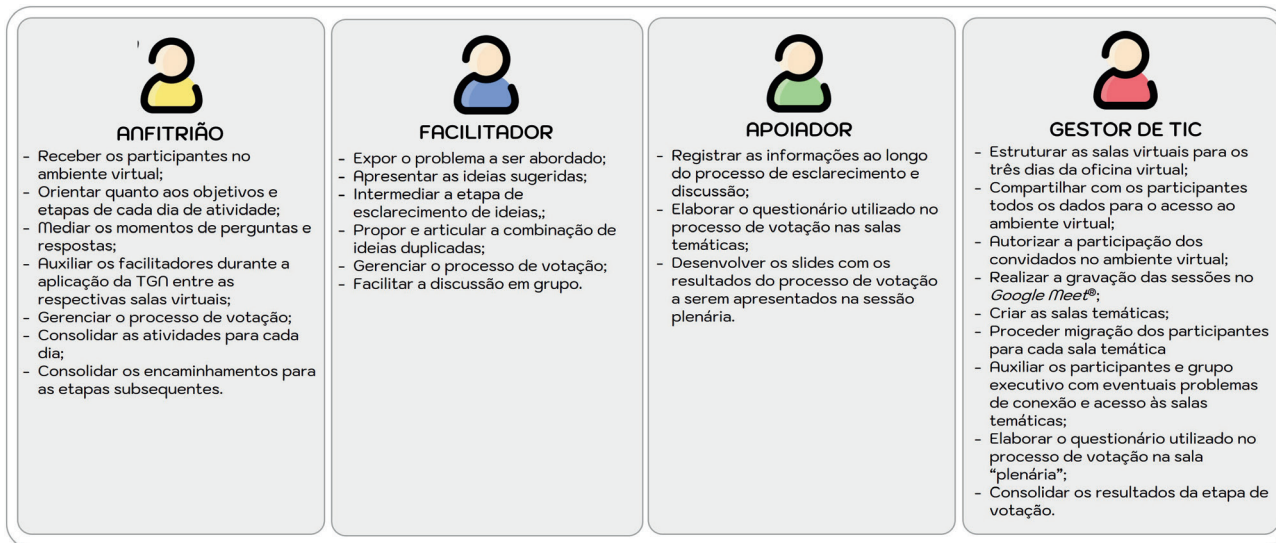 ANFITRIÃO
- Receber os participantes no
ambiente virtual;
- Orientar quanto aos objetivos e
etapas de cada dia de atividade;
- Mediar os momentos de perguntas e
respostas;
- Auxiliar os facilitadores durante a
aplicação da TGN entre as
respectivas salas virtuais;
- Gerenciar o processo de votação;
- Consolidar as atividades para cada
dia;
- Consolidar os encaminhamentos para
as etapas subsequentes.
FACILITADOR
- Expor o problema a ser abordado;
- Apresentar as ideias sugeridas;
- Intermediar a etapa de
esclarecimento de ideias,;
- Propor e articular a combinação de
ideias duplicadas;
- Gerenciar o processo de votação;
- Facilitar a discussão em grupo.
APOIADOR
- Registrar as informações ao longo
do processo de esclarecimento e
discussão;
- Elaborar o questionário utilizado no
processo de votação nas salas
temáticas;
- Desenvolver os slides com os
resultados do processo de votação
a serem apresentados na sessão
plenária.
GESTOR DE TIC
- Estruturar as salas virtuais para os
três dias da oficina virtual;
- Compartilhar com os participantes
todos os dados para o acesso ao
ambiente virtual;
- Autorizar a participação dos
convidados no ambiente virtual;
- Realizar a gravação das sessões no
Google Meet®;
- Criar as salas temáticas;
- Proceder migração dos participantes
para cada sala temática
- Auxiliar os participantes e grupo
executivo com eventuais problemas
de conexão e acesso às salas
temáticas;
- Elaborar o questionário utilizado no
processo de votação na sala
“plenária”;
- Consolidar os resultados da etapa de
votação.